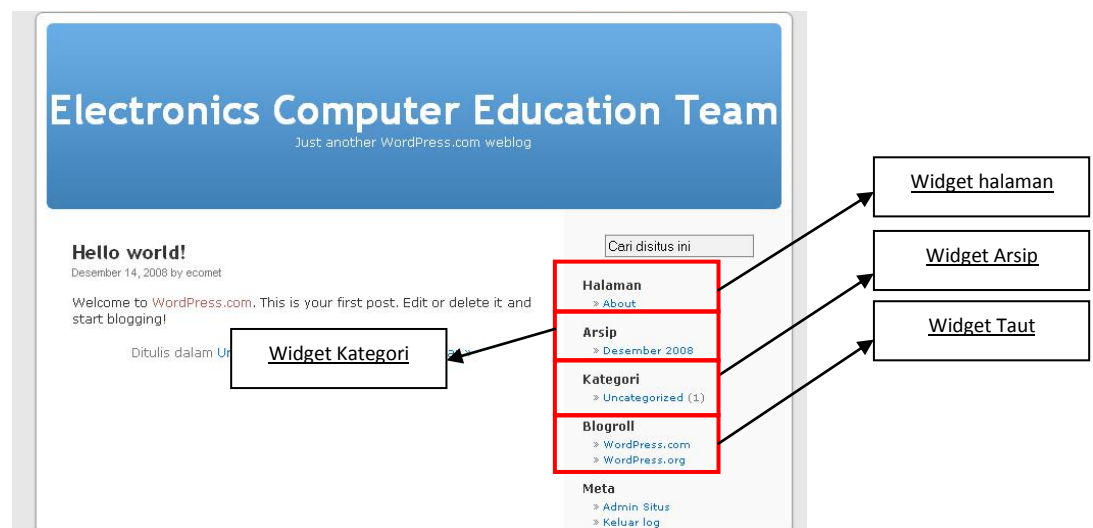 Electronics Computer Education Team
Just another WordPress.com weblog
Widget halaman
Hello world!
Desember 14, 2008 by ecomet
Welcome to WordPress.com. This is your first post. Edit or delete it and
start blogging!
Ditulis dalam
Widget Kategori
Cari disitus ini
Halaman
» About
Arsip
» Desember 2008
Kategori
» Uncategorized (1)
Blogroll
» WordPress.com
» WordPress.org
Meta
» Admin Situs
» Keluar log
Widget Arsip
Widget Taut